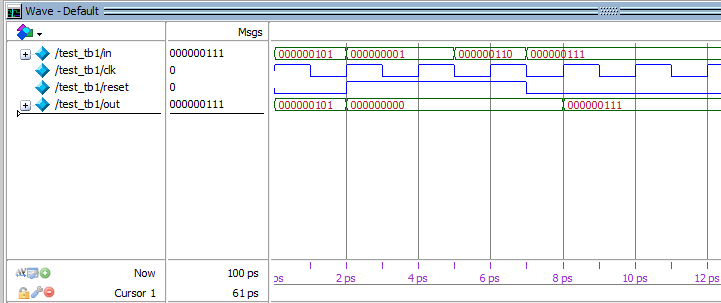 Wave - Default
Msgs
/test_tb1/in 000000111 000000101 000000001 000000110 000000111
/test_tb1/clk 0
/test_tb1/reset 0
/test_tb1/out 000000111 000000101 000000000 000000111
Now 100 ps ps 2 ps 4 ps 6 ps 8 ps 10 ps 12 ps
Cursor 1 61 ps